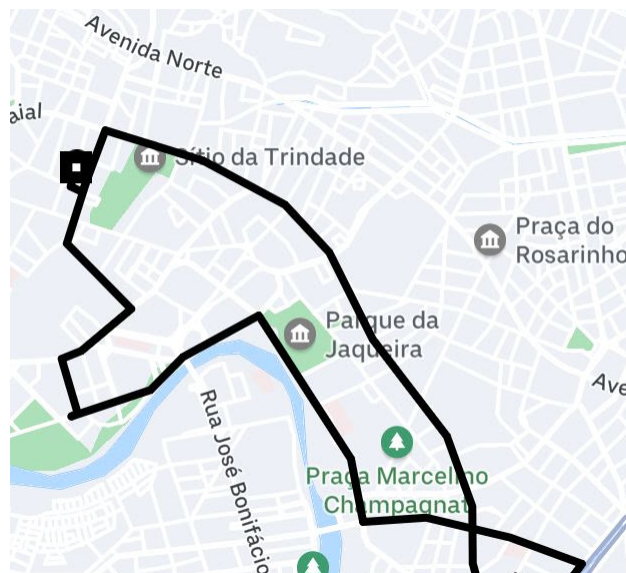 Avenida Norte
aial
Sítio da Trindade
Praça do
Rosarinho
Parque da
Jaqueira
Ave
Rua José Bonifácio
Praça Marcelino
Champagnat